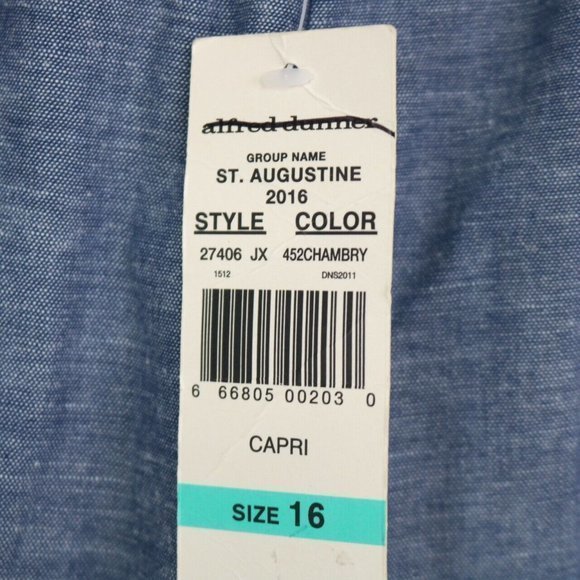 alfred dunner
GROUP NAME
ST. AUGUSTINE
2016
STYLE COLOR
27406 JX 452CHAMBRY
1512 DNS2011
6 66805 00203 0
CAPRI
SIZE 16